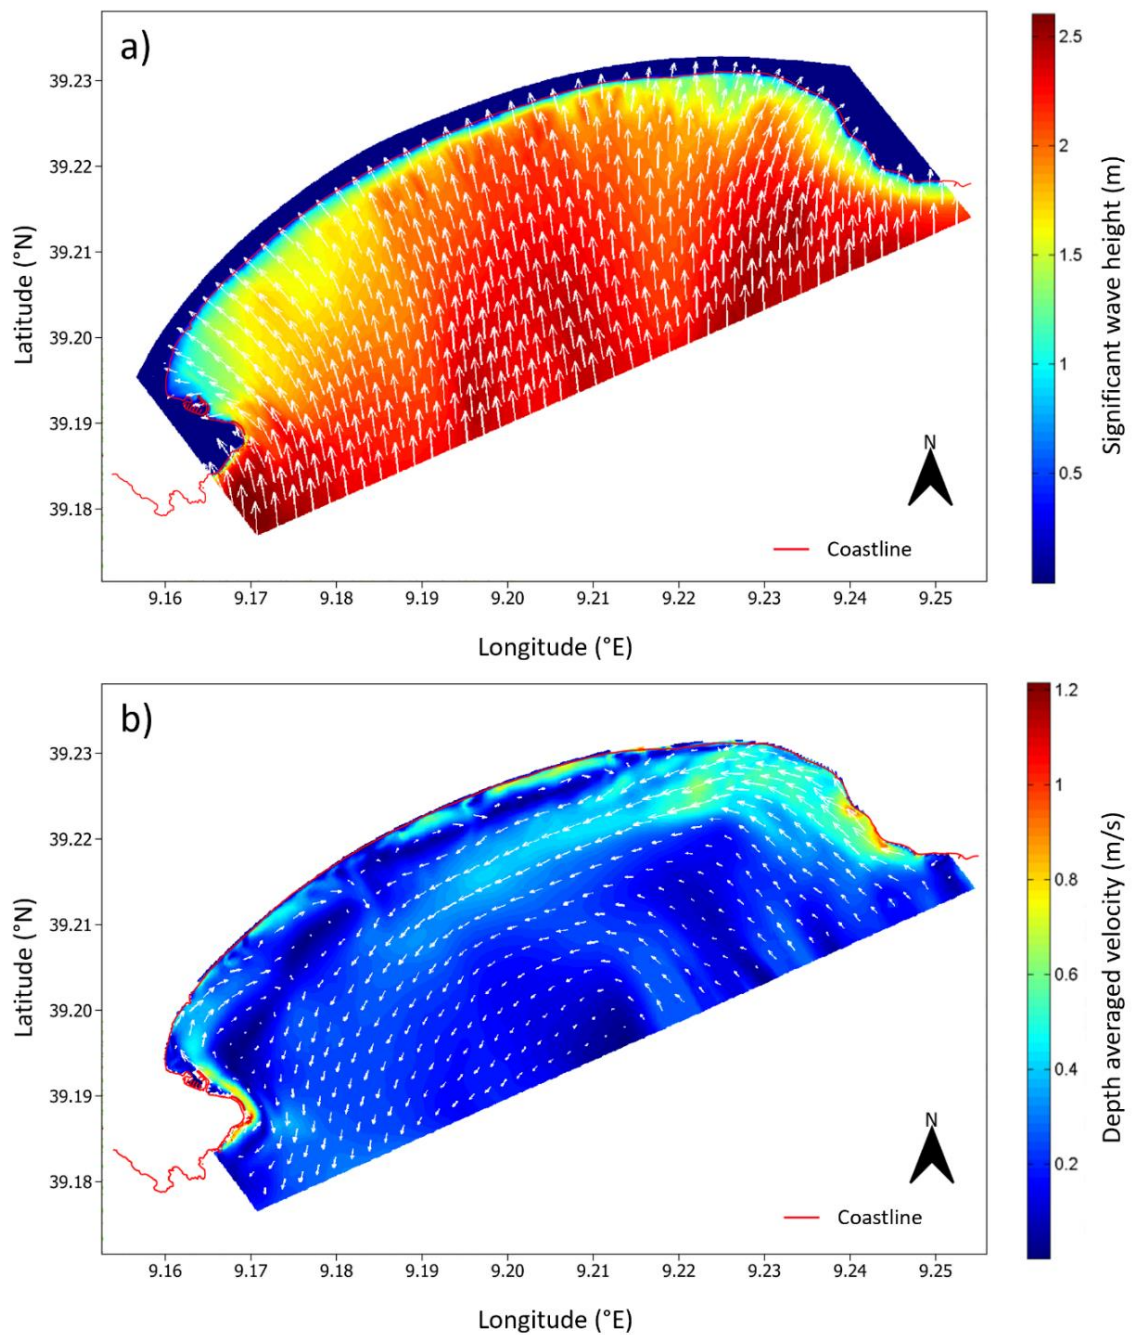 a)
39.23
39.22
39.21
39.20
39.19
39.18
Latitude (°N)
9.16 9.17 9.18 9.19 9.20 9.21 9.22 9.23 9.24 9.25
Longitude (°E)
N
Coastline
2.5
2
1.5
1
0.5
Significant wave height (m)
b)
39.23
39.22
39.21
39.20
39.19
39.18
Latitude (°N)
9.16 9.17 9.18 9.19 9.20 9.21 9.22 9.23 9.24 9.25
Longitude (°E)
N
Coastline
1.2
1
0.8
0.6
0.4
0.2
Depth averaged velocity (m/s)